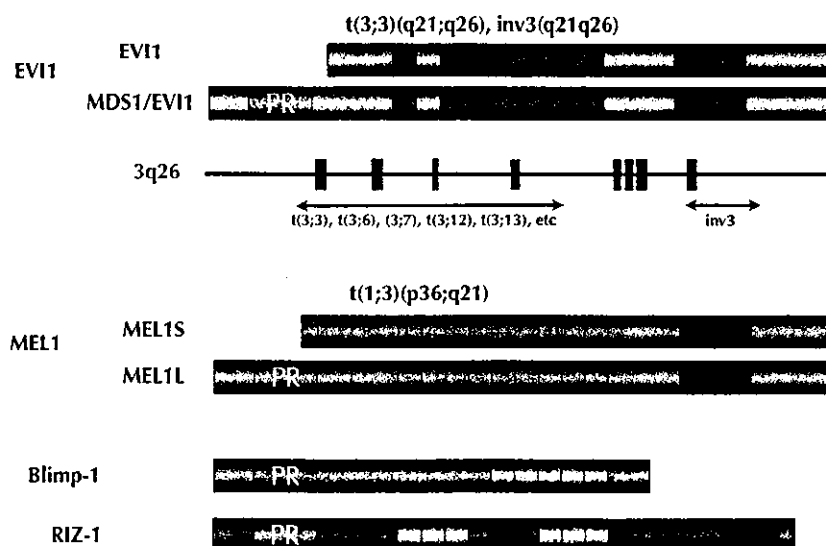 t(3;3)(q21;q26), inv3(q21q26)
EVI1
EVI1
MDS1/EVI1
PR
3q26
t(3;3), t(3;6), (3;7), t(3;12), t(3;13), etc
inv3
t(1;3)(p36;q21)
MEL1
MEL1S
MEL1L
PR
Blimp-1
PR
RIZ-1
PR